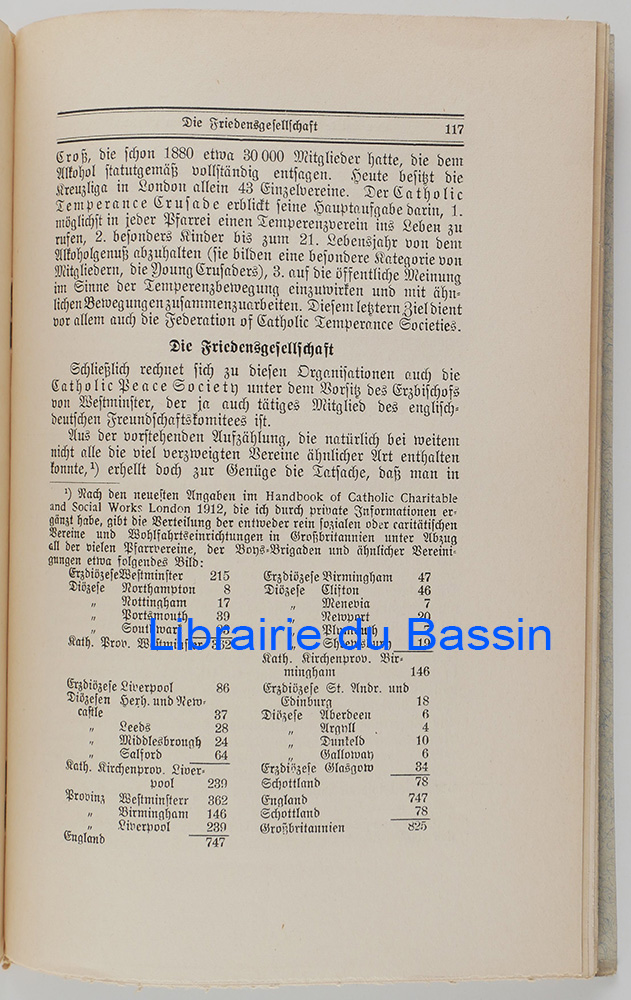 Die Friedensgesellschaft 117
Croß, die schon 1880 etwa 30 000 Mitglieder hatte, die dem
Alkohol statutgemäß vollständig entsagen. Heute besitzt die
Kreuzliga in London allein 43 Einzelvereine. Der Catholic
Temperance Crusade erblickt seine Hauptaufgabe darin, 1.
möglichst in jeder Pfarrei einen Temperenzverein ins Leben zu
rufen, 2. besonders Kinder bis zum 21. Lebensjahr von dem
Alkoholgenuß abzuhalten (sie bilden eine besondere Kategorie von
Mitgliedern, die Young Crusaders), 3. auf die öffentliche Meinung
im Sinne der Temperenzbewegung einzuwirken und mit ähn-
lichen Bewegungen zusammenzuarbeiten. Diesem letztern Ziel dient
vor allem auch die Federation of Catholic Temperance Societies.
Die Friedensgesellschaft
Schließlich rechnet sich zu diesen Organisationen auch die
Catholic Peace Society unter dem Vorsitz des Erzbischofs
von Westminster, der ja auch tätiges Mitglied des englisch-
deutschen Freundschaftskomitees ist.
Aus der vorstehenden Aufzählung, die natürlich bei weitem
nicht alle die viel verzweigten Vereine ähnlicher Art enthalten
konnte,¹) erhellt doch zur Genüge die Tatsache, daß man in
¹) Nach den neuesten Angaben im Handbook of Catholic Charitable
and Social Works London 1912, die ich durch private Informationen er-
gänzt habe, gibt die Verteilung der entweder rein sozialen oder caritätischen
Vereine und Wohlfahrtseinrichtungen in Großbritannien unter Abzug
all der vielen Pfarrvereine, der Boys-Brigaden und ähnlicher Vereini-
gungen etwa folgendes Bild:
Erzdiözese Westminster 215
Diöze­se Northampton 8
„ Nottingham 17
„ Portsmouth 39
„ Southwark
Kath. Prov. Westminster 362
Erzdiözese Liverpool 86
Diözesen Hexh. und New-
castle 37
„ Leeds 28
„ Middlesbrough 24
„ Salford 64
Kath. Kirchenprov. Liver-
pool 239
Provinz Westminsterr 362
„ Birmingham 146
„ Liverpool 239
England 747
Erzdiözese Birmingham 47
Diözese Clifton 46
„ Menevia 7
„ Newport 20
„ Plymouth 7
„ Shrewsbury 19
Kath. Kirchenprov. Bir-
mingham 146
Erzdiözese St. Andr. und
Edinburg 18
Diözese Aberdeen 6
„ Argyll 4
„ Dunkeld 10
„ Galloway 6
Erzdiözese Glasgow 34
Schottland 78
England 747
Schottland 78
Großbritannien 825
Librairie du Bassin